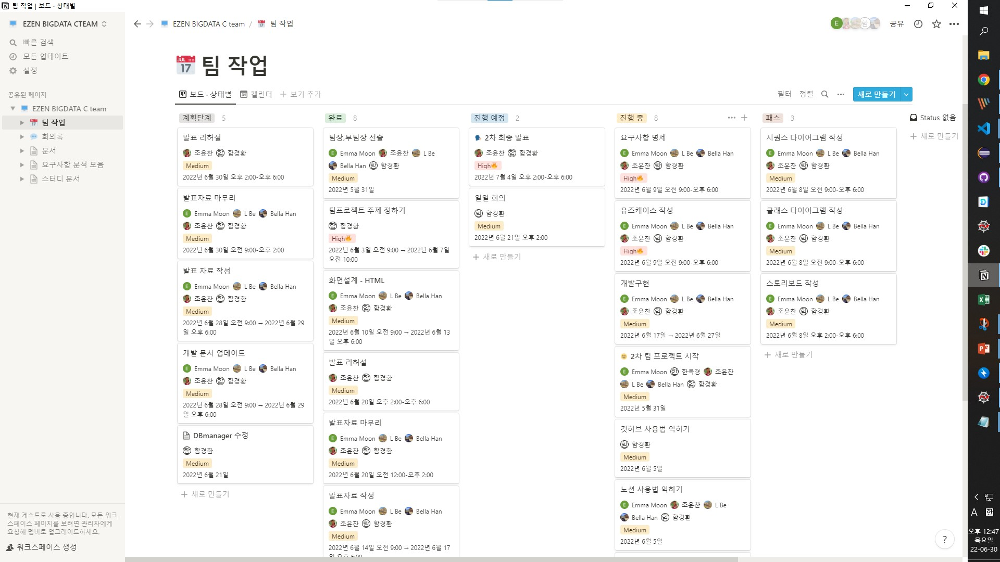 팀 작업 | 보드 · 상태별
EZEN BIGDATA CTEAM
빠른 검색
모든 업데이트
설정
공유된 페이지
EZEN BIGDATA C team
팀 작업
회의록
문서
요구사항 분석 모음
스터디 문서
현재 게스트로 사용 중입니다. 모든 워크
스페이스 페이지를 보려면 관리자에게
요청해 멤버로 업그레이드하세요.
워크스페이스 생성
EZEN BIGDATA C team / 팀 작업
E 함 공유
JUL 17 팀 작업
보드 · 상태별 캘린더 보기 추가
필터 정렬 새로 만들기
계획단계 5
발표 리허설
조윤찬 함 함경환
Medium
2022년 6월 30일 오후 2:00-오후 6:00
발표자료 마무리
E Emma Moon L Be Bella Han
조윤찬 함 함경환
Medium
2022년 6월 30일 오전 9:00-오후 2:00
발표 자료 작성
E Emma Moon L Be Bella Han
조윤찬 함 함경환
Medium
2022년 6월 28일 오전 9:00 → 2022년 6월 29
일 오후 6:00
개발 문서 업데이트
E Emma Moon L Be Bella Han
조윤찬 함 함경환
Medium
2022년 6월 28일 오전 9:00 → 2022년 6월 29
일 오후 6:00
DBmanager 수정
함 함경환
Medium
2022년 6월 21일
새로 만들기
완료 8
팀장,부팀장 선출
E Emma Moon 조윤찬 L Be
Bella Han 함 함경환
Medium
2022년 5월 31일
팀프로젝트 주제 정하기
함 함경환
High🔥
2022년 6월 3일 오전 9:00 → 2022년 6월 7일
오전 10:00
화면설계 - HTML
E Emma Moon L Be Bella Han
조윤찬 함 함경환
Medium
2022년 6월 10일 오전 9:00 → 2022년 6월 13
일 오후 6:00
발표 리허설
조윤찬 함 함경환
Medium
2022년 6월 20일 오후 2:00-오후 6:00
발표자료 마무리
E Emma Moon L Be Bella Han
조윤찬 함 함경환
Medium
2022년 6월 20일 오전 12:00-오후 2:00
발표자료 작성
E Emma Moon L Be Bella Han
조윤찬 함 함경환
Medium
2022년 6월 14일 오전 9:00 → 2022년 6월 17
일 오후 6:00
진행 예정 2
2차 최종 발표
조윤찬 함 함경환
High🔥
2022년 7월 4일 오후 2:00-오후 6:00
일일 회의
함 함경환
Medium
2022년 6월 21일 오후 2:00
새로 만들기
진행 중 8
요구사항 명세
E Emma Moon L Be Bella Han
조윤찬 함 함경환
High🔥
2022년 6월 9일 오전 9:00-오후 6:00
유즈케이스 작성
E Emma Moon L Be Bella Han
조윤찬 함 함경환
High🔥
2022년 6월 9일 오전 9:00-오후 6:00
개발구현
E Emma Moon L Be Bella Han
조윤찬 함 함경환
Medium
2022년 6월 17일 → 2022년 6월 27일
2차 팀 프로젝트 시작
E Emma Moon 한 한옥경 조윤찬
L Be Bella Han 함 함경환
Medium
2022년 5월 31일
깃허브 사용법 익히기
함 함경환
Medium
2022년 6월 5일
노션 사용법 익히기
E Emma Moon 조윤찬 L Be
Bella Han 함 함경환
Medium
2022년 6월 5일
패스 3
시퀀스 다이어그램 작성
E Emma Moon L Be Bella Han
조윤찬 함 함경환
Medium
2022년 6월 8일 오전 9:00-오후 6:00
클래스 다이어그램 작성
E Emma Moon L Be Bella Han
조윤찬 함 함경환
Medium
2022년 6월 8일 오전 9:00-오후 6:00
스토리보드 작성
E Emma Moon L Be Bella Han
조윤찬 함 함경환
Medium
2022년 6월 8일 오후 2:00-오후 6:00
새로 만들기
Status 없음
새로 만들기
?
A 한
오후 12:47
목요일
22-06-30